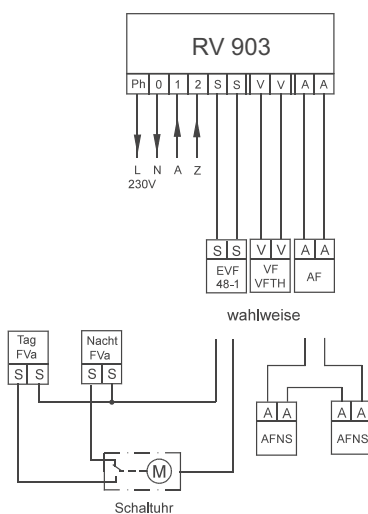 RV 903
Ph 0 1 2 S S V V A A
L N A Z
230V
S S V V A A
EVF
48-1
VF
VFTH
AF
wahlweise
Tag
FVa
S S
Nacht
FVa
S S
A A
AFNS
A A
AFNS
M
Schaltuhr